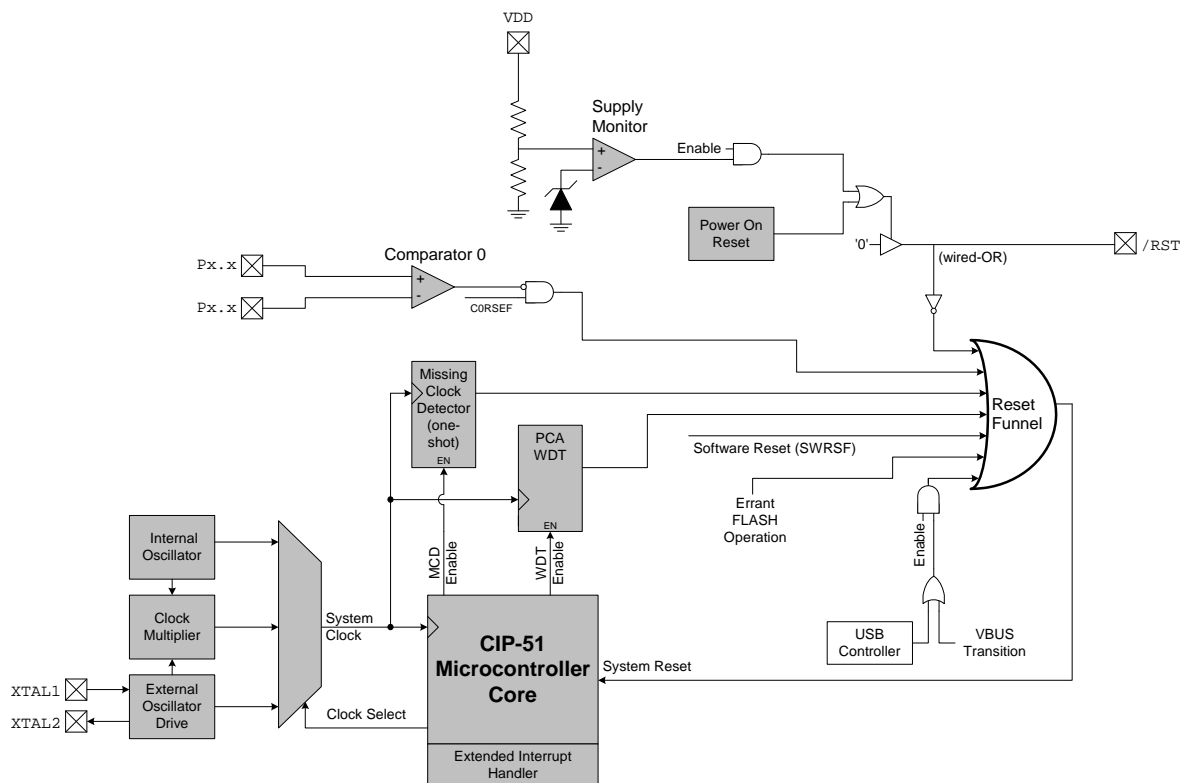 VDD
Supply
Monitor
+
-
Enable
Power On
Reset
'0'
/RST
(wired-OR)
Comparator 0
Px.x
Px.x
+
-
C0RSEF
Missing
Clock
Detector
(one-
shot)
EN
PCA
WDT
EN
Reset
Funnel
Software Reset (SWRSF)
Errant
FLASH
Operation
Enable
Internal
Oscillator
Clock
Multiplier
External
Oscillator
Drive
XTAL1
XTAL2
System
Clock
Clock Select
MCD
Enable
WDT
Enable
CIP-51
Microcontroller
Core
Extended Interrupt
Handler
System Reset
USB
Controller
VBUS
Transition